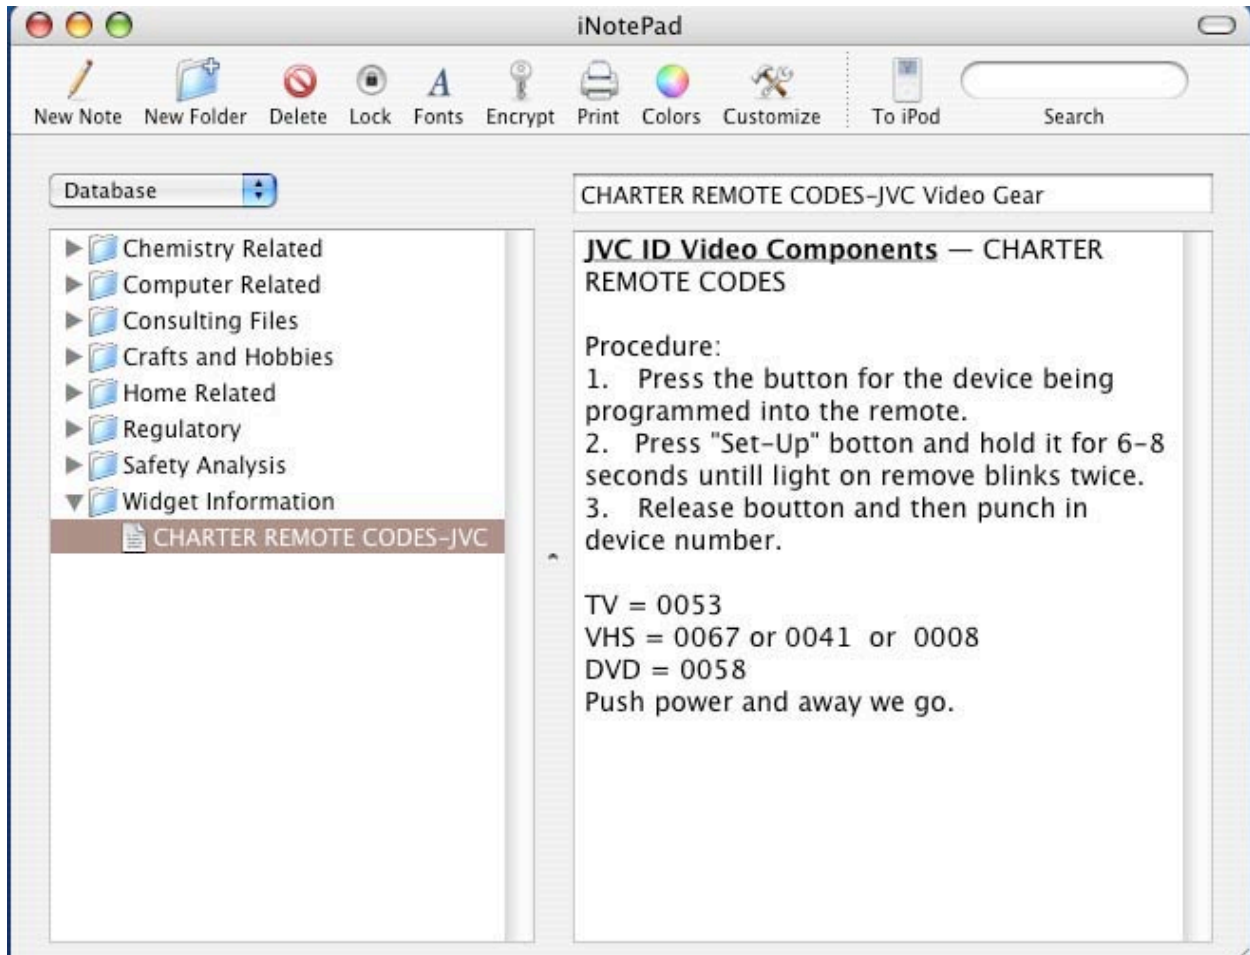 iNotePad
New Note New Folder Delete Lock Fonts Encrypt Print Colors Customize To iPod Search
Database
Chemistry Related
Computer Related
Consulting Files
Crafts and Hobbies
Home Related
Regulatory
Safety Analysis
Widget Information
CHARTER REMOTE CODES-JVC
CHARTER REMOTE CODES-JVC Video Gear
JVC ID Video Components — CHARTER
REMOTE CODES
Procedure:
1. Press the button for the device being
programmed into the remote.
2. Press "Set-Up" botton and hold it for 6-8
seconds untill light on remove blinks twice.
3. Release boutton and then punch in
device number.
TV = 0053
VHS = 0067 or 0041 or 0008
DVD = 0058
Push power and away we go.